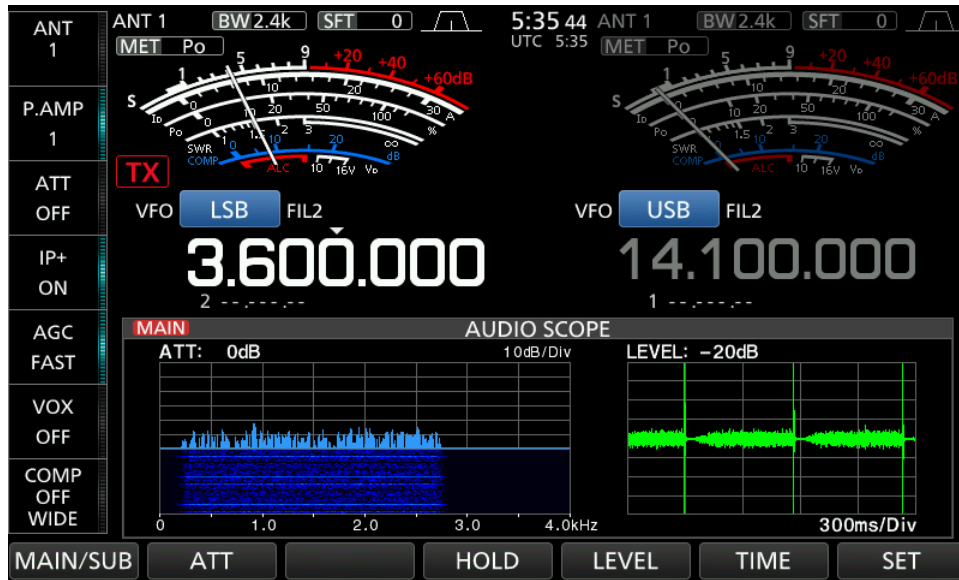 ANT 1 BW 2.4k SFT 0 5:35 44 ANT 1 BW 2.4k SFT 0
UTC 5:35
MET Po MET Po
ANT
1
P.AMP
1
ATT
OFF
IP+
ON
AGC
FAST
VOX
OFF
COMP
OFF
WIDE
S 1 5 9 +20 +40 +60dB
ID 0 10 20 30 A
Po 0 10 20 50 100 %
SWR 1 1.5 2 3 ∞
COMP 0 10 20 dB
ALC 10 16V VD
S 1 5 9 +20 +40 +60dB
ID 0 10 20 30 A
Po 0 10 20 50 100 %
SWR 1 1.5 2 3 ∞
COMP 0 10 20 dB
ALC 10 16V VD
TX
VFO LSB FIL2 VFO USB FIL2
3.600.000 14.100.000
2 --.---.-- 1 --.---.--
MAIN AUDIO SCOPE
ATT: 0dB 10dB/Div LEVEL: -20dB
0 1.0 2.0 3.0 4.0kHz 300ms/Div
MAIN/SUB ATT HOLD LEVEL TIME SET